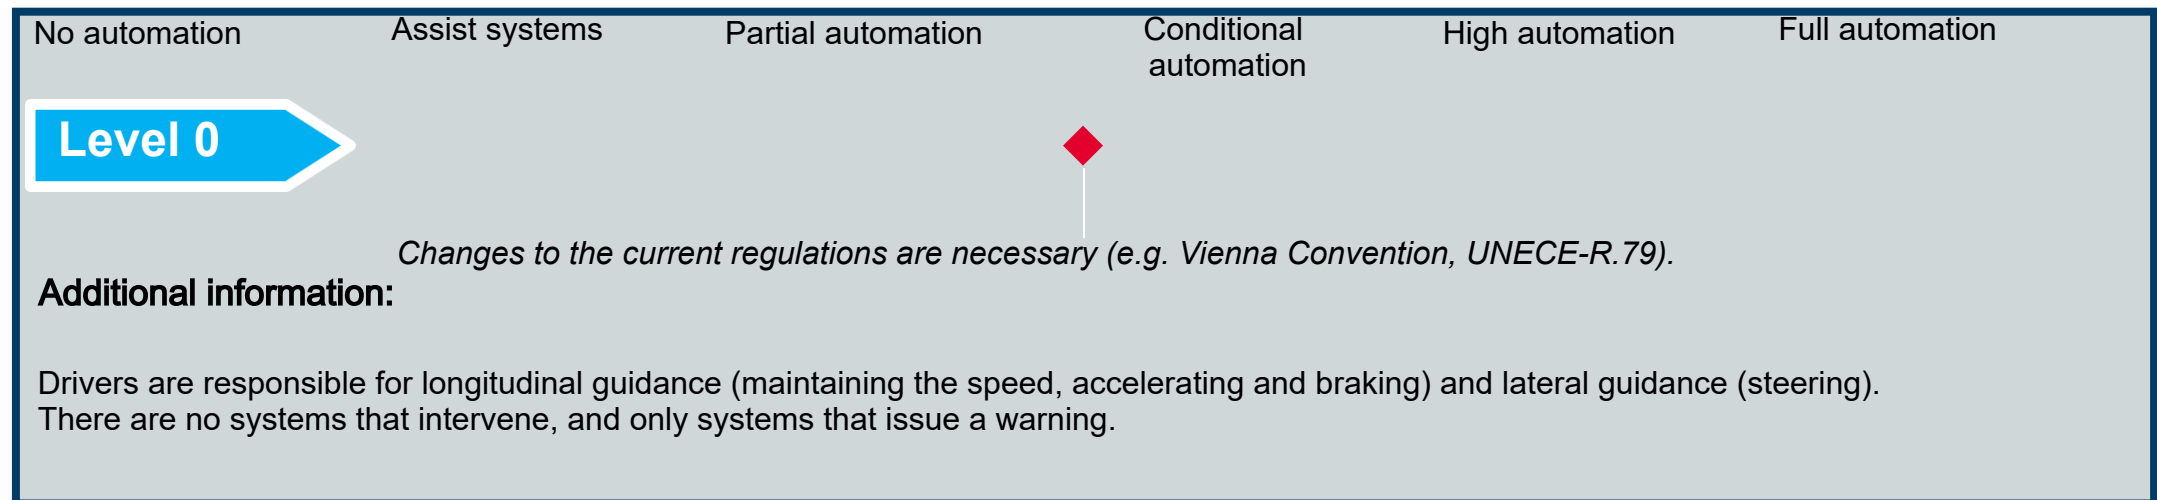 No automation
Assist systems
Partial automation
Conditional
automation
High automation
Full automation
Level 0
Changes to the current regulations are necessary (e.g. Vienna Convention, UNECE-R.79).
Additional information:
Drivers are responsible for longitudinal guidance (maintaining the speed, accelerating and braking) and lateral guidance (steering).
There are no systems that intervene, and only systems that issue a warning.